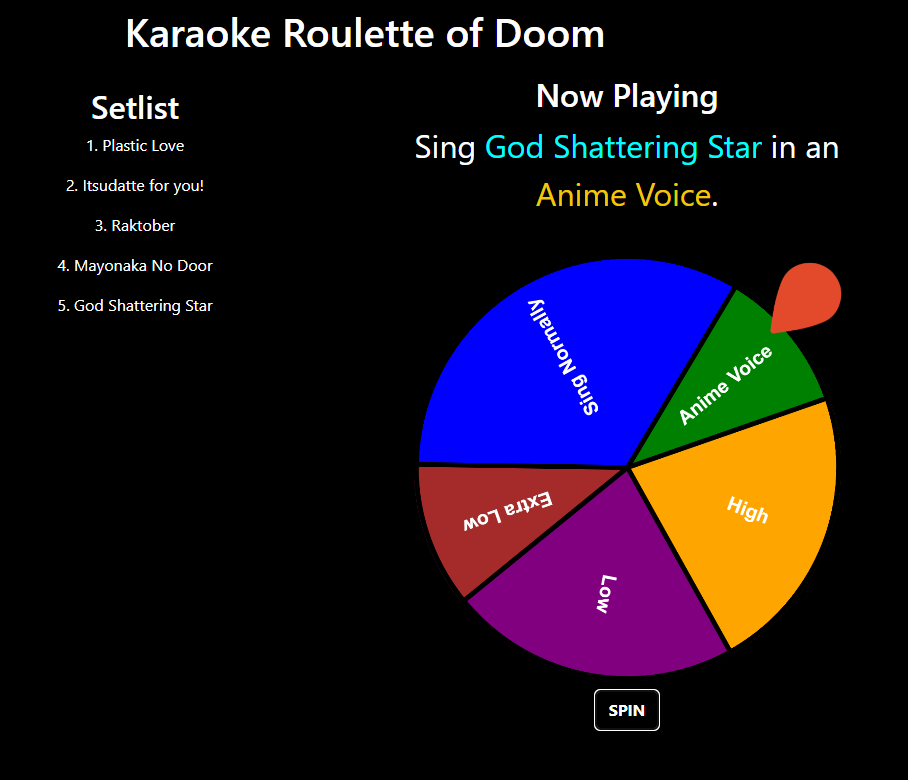 Karaoke Roulette of Doom
Setlist
1. Plastic Love
2. Itsudatte for you!
3. Raktober
4. Mayonaka No Door
5. God Shattering Star
Now Playing
Sing God Shattering Star in an
Anime Voice.
Sing Normally
Anime Voice
High
Low
Extra Low
SPIN